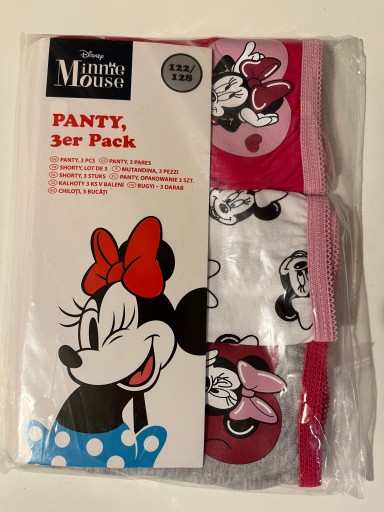 Disney
Minnie
Mouse
122/
128
PANTY,
3er Pack
PANTY, 3 PCS
PANTY, 3 PARES
SHORTY, LOT DE 3
MUTANDINA, 3 PEZZI
SHORTY, 3 STUKS
PANTY, OPAKOWANIE 3 SZT.
KALHOTY 3 KS V BALENÍ
BUGYI – 3 DARAB
CHILOȚI, 3 BUCĂȚI